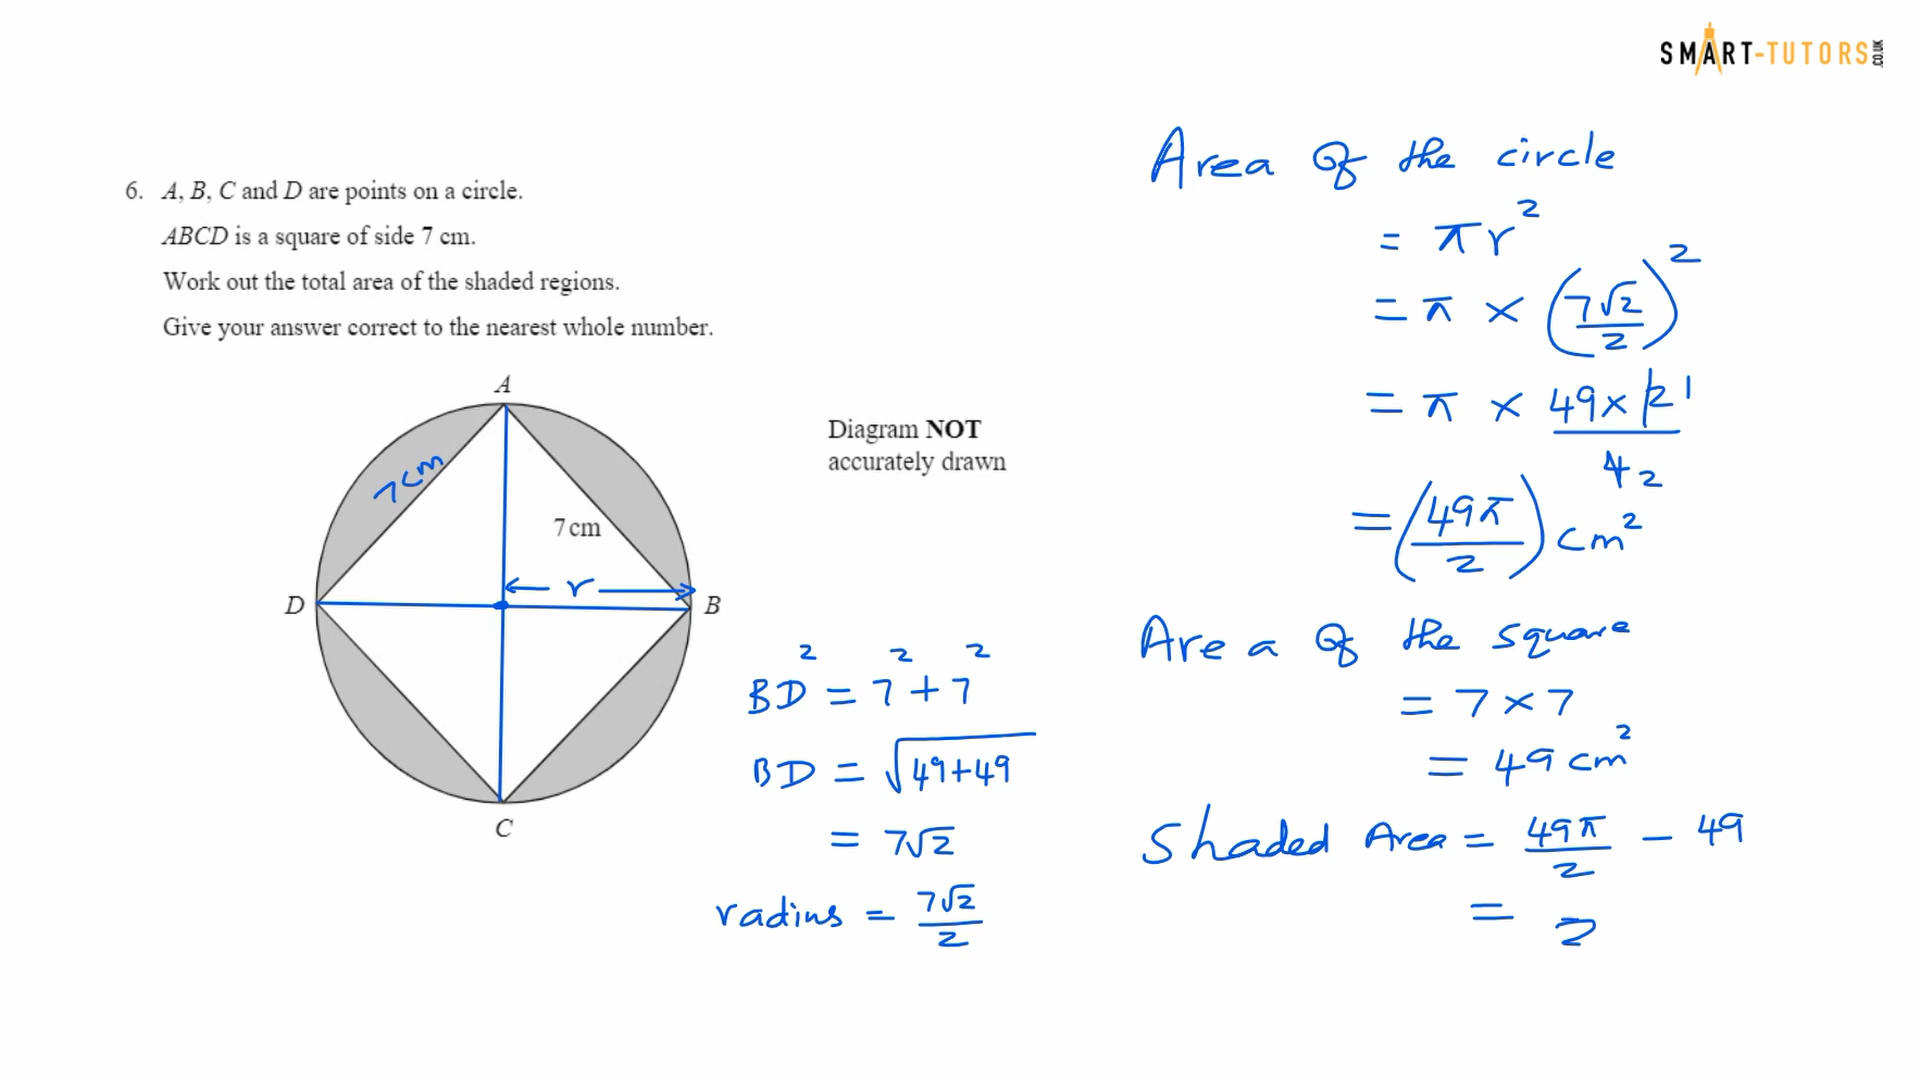 SMART-TUTORS.CO.UK
6. A, B, C and D are points on a circle.
ABCD is a square of side 7 cm.
Work out the total area of the shaded regions.
Give your answer correct to the nearest whole number.
A
Diagram NOT
accurately drawn
7cm
7 cm
r
D
B
C
BD² = 7² + 7²
BD = √49+49
= 7√2
radius = 7√2/2
Area Of the circle
= πr²
= π × (7√2/2)²
= π × 49×2 1/4 2
= (49π/2) cm²
Area Of the square
= 7 × 7
= 49 cm²
Shaded Area = 49π/2 − 49
= 2